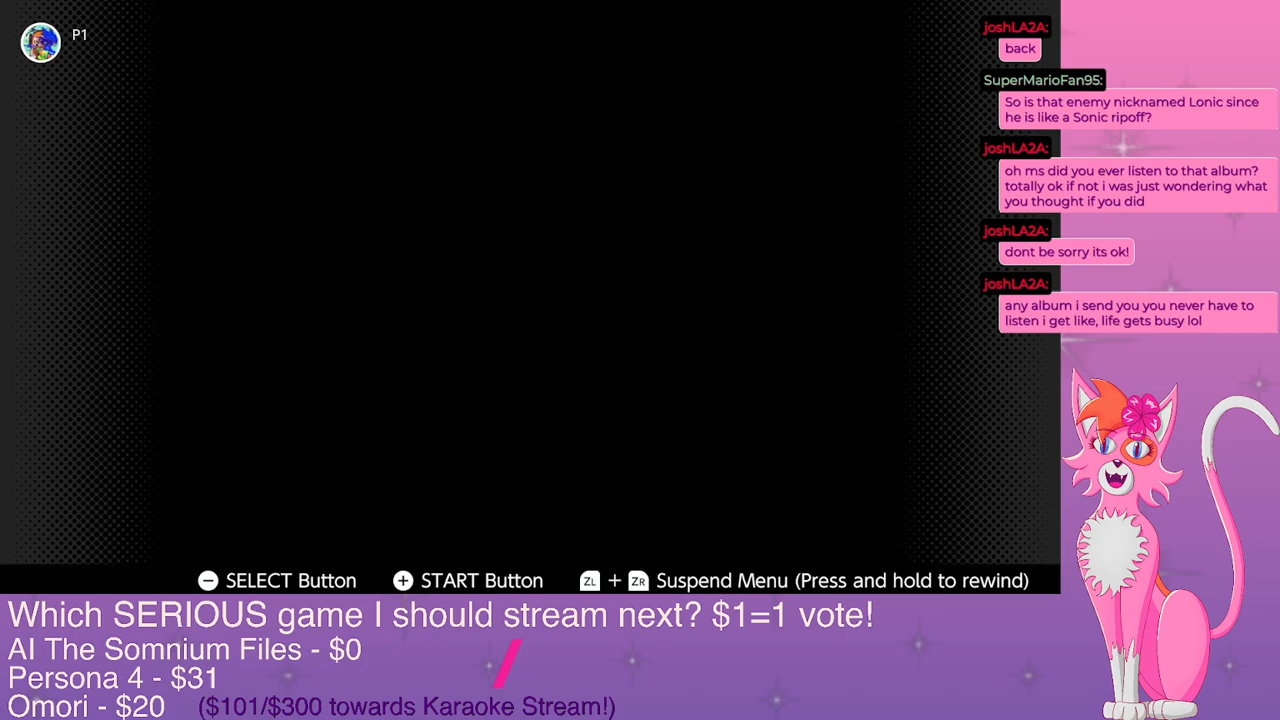 P1
joshLA2A:
back
SuperMarioFan95:
So is that enemy nicknamed Lonic since
he is like a Sonic ripoff?
joshLA2A:
oh ms did you ever listen to that album?
totally ok if not i was just wondering what
you thought if you did
joshLA2A:
dont be sorry its ok!
joshLA2A:
any album i send you you never have to
listen i get like, life gets busy lol
SELECT Button
START Button
ZL + ZR Suspend Menu (Press and hold to rewind)
Which SERIOUS game I should stream next? $1=1 vote!
AI The Somnium Files - $0
Persona 4 - $31
Omori - $20 ($101/$300 towards Karaoke Stream!)